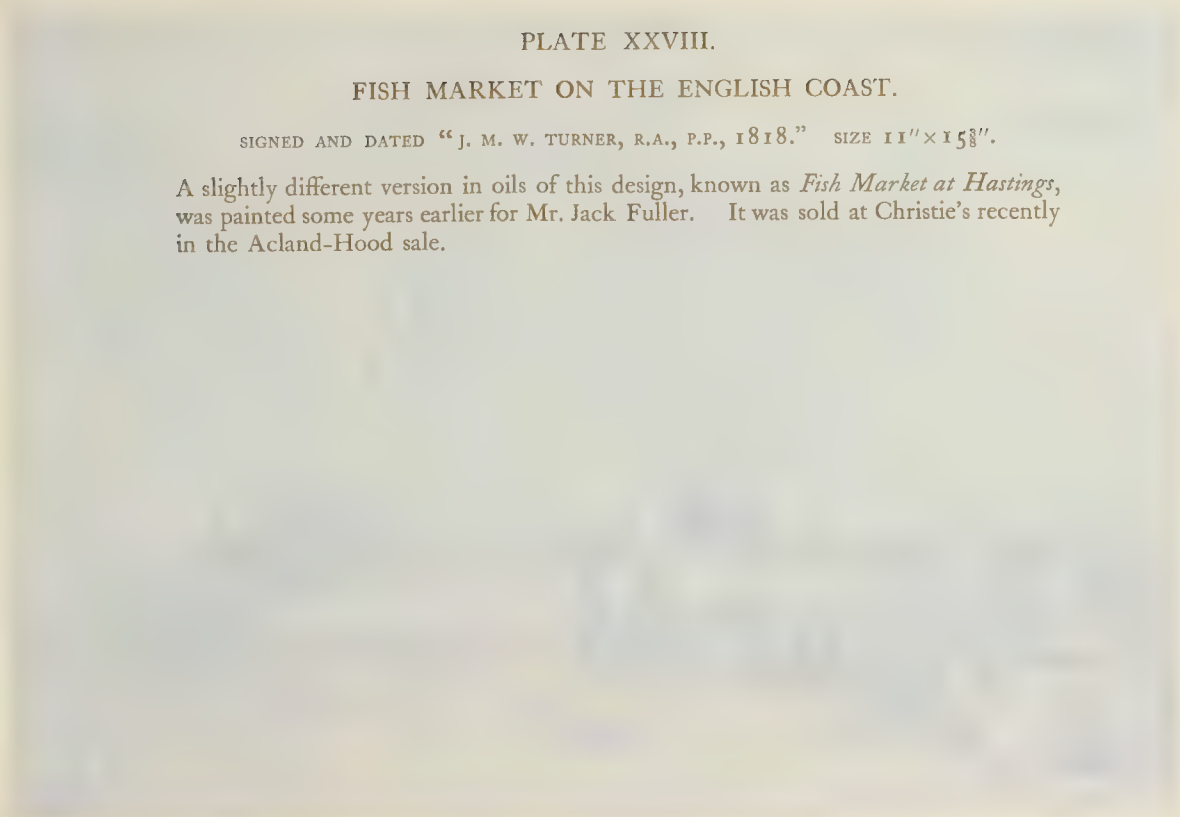 PLATE XXVIII.
FISH MARKET ON THE ENGLISH COAST.
SIGNED AND DATED “J. M. W. TURNER, R.A., P.P., 1818.” SIZE 11″ × 15⅜″.
A slightly different version in oils of this design, known as Fish Market at Hastings,
was painted some years earlier for Mr. Jack Fuller. It was sold at Christie’s recently
in the Acland-Hood sale.